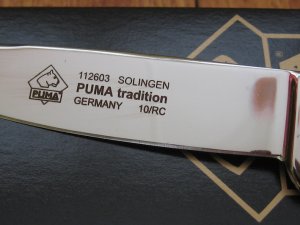 112603 SOLINGEN
PUMA tradition
GERMANY 10/RC
PUMA